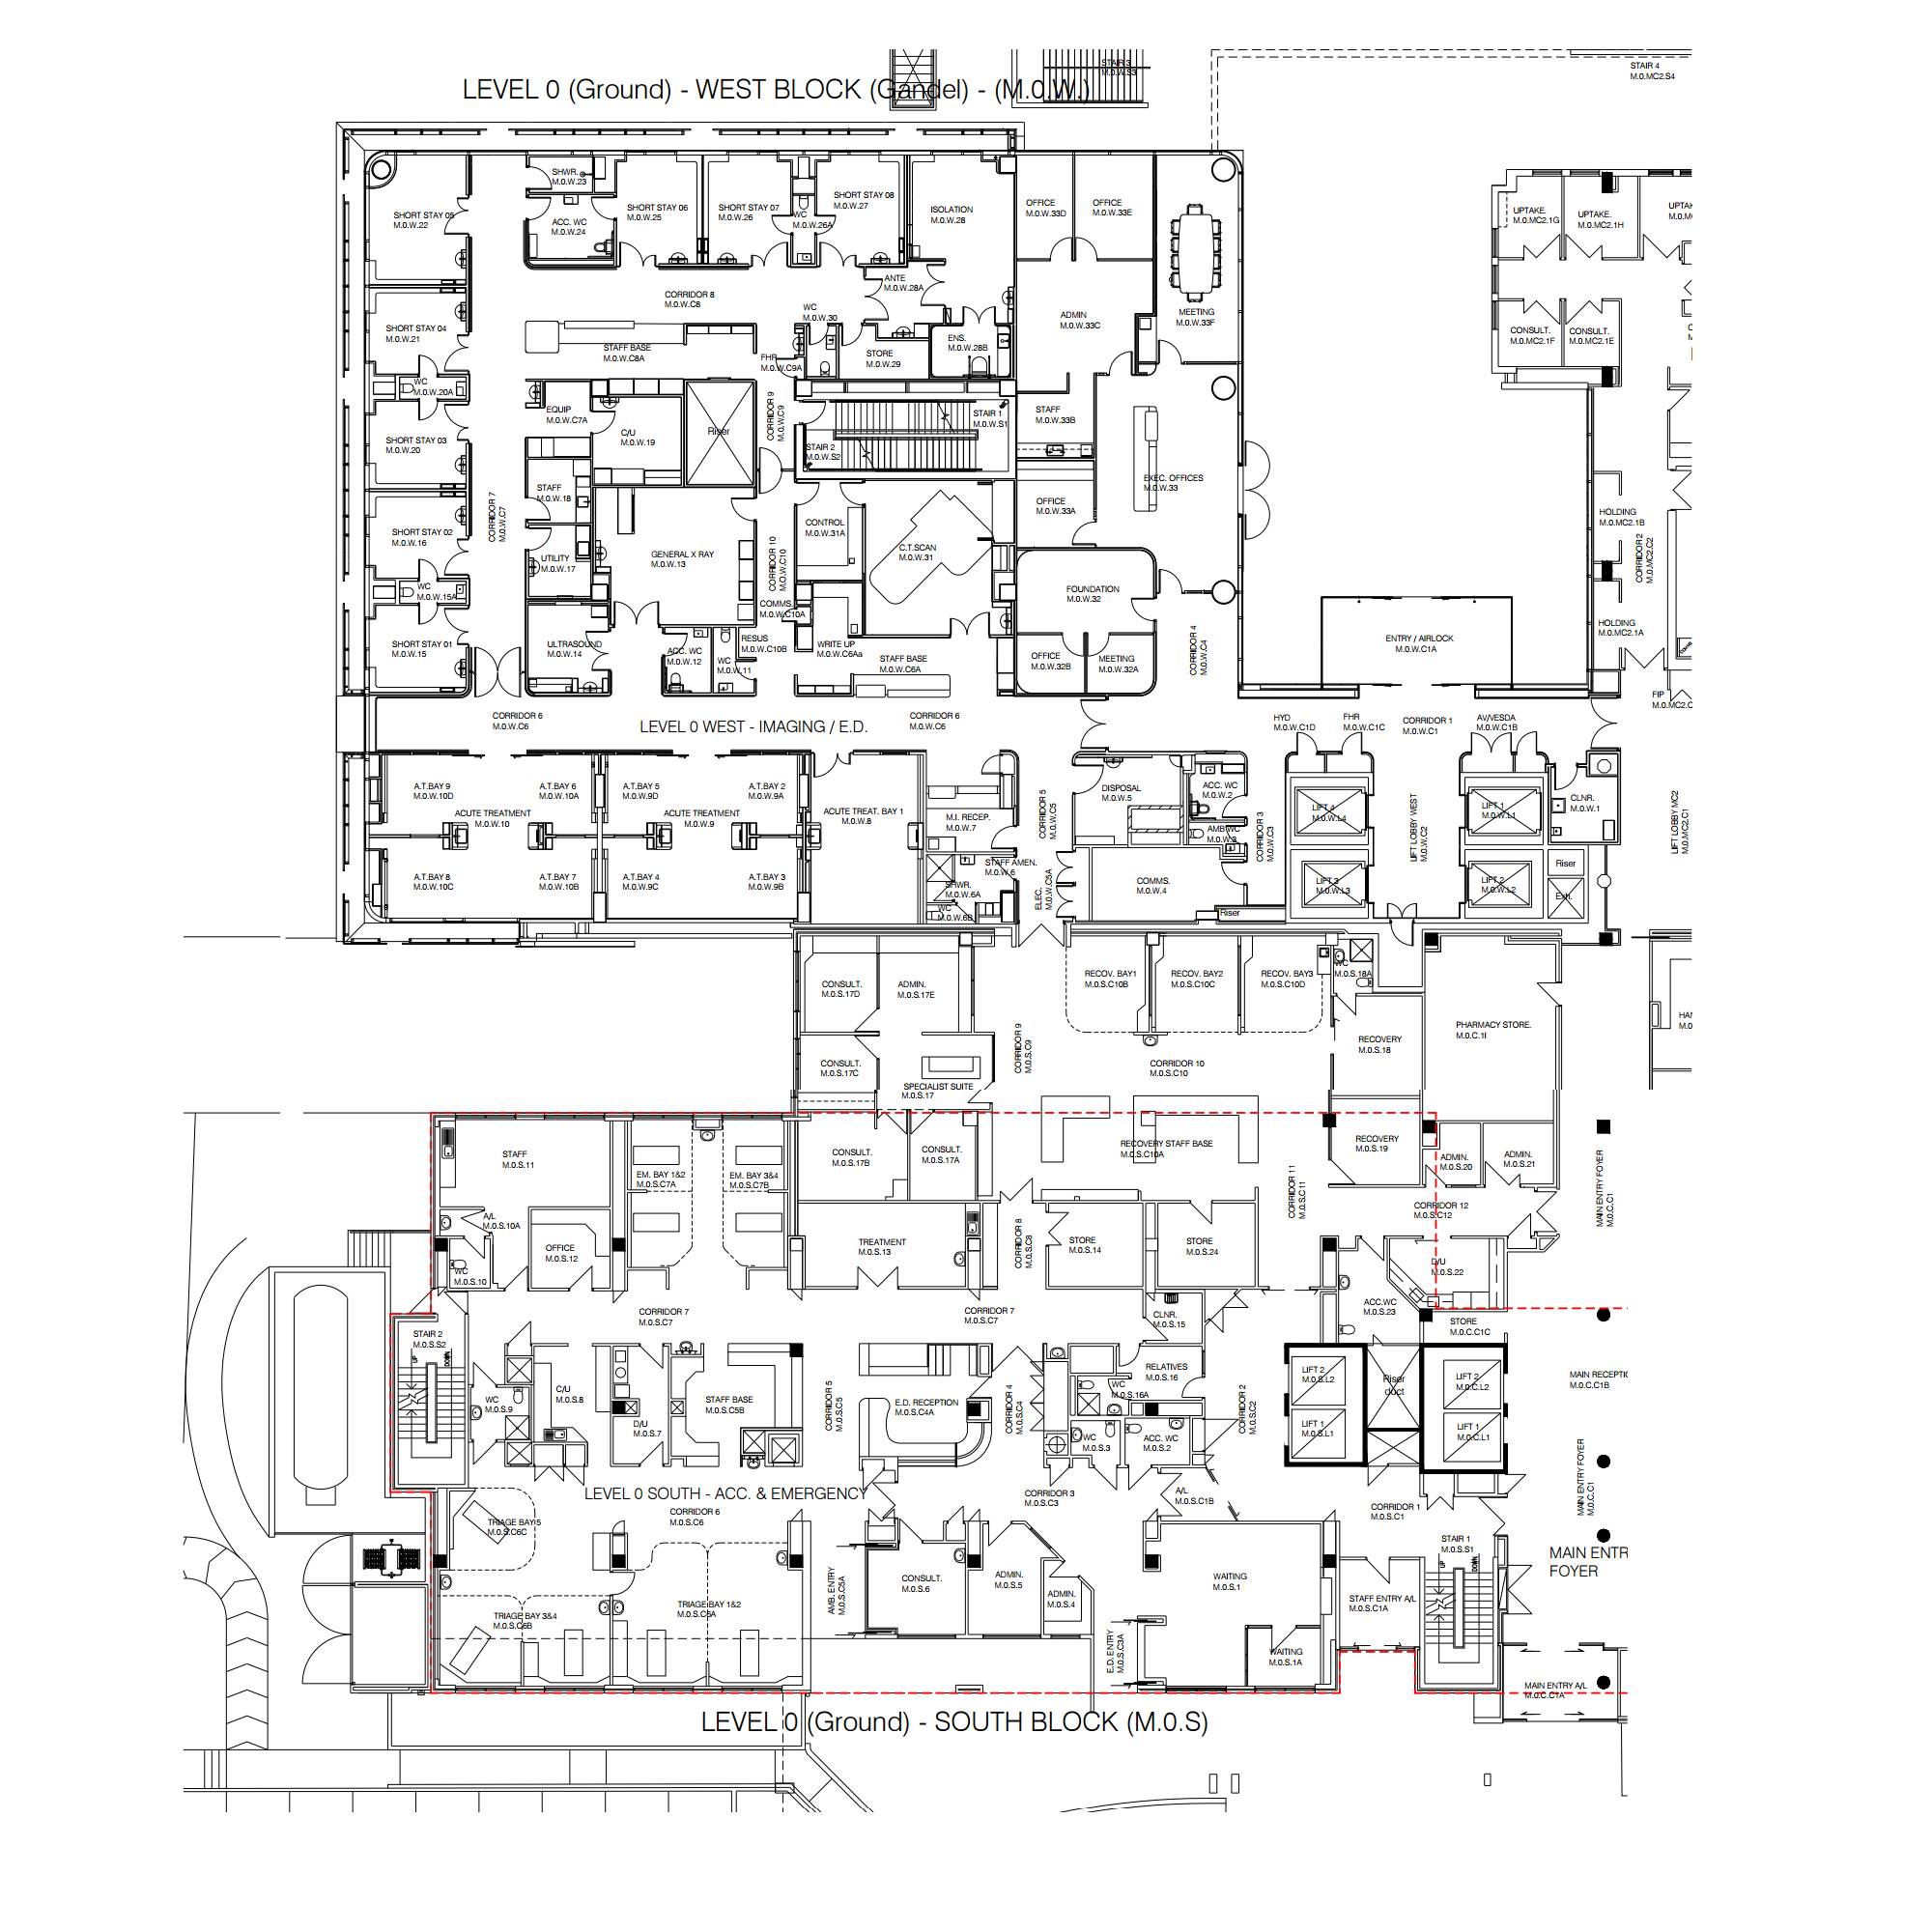 STAIR 3
M.0.W.S3
STAIR 4
M.0.MC2.S4
LEVEL 0 (Ground) - WEST BLOCK (Gandel) - (M.0.W.)
SHWR.
M.0.W.23
SHORT STAY 05
M.0.W.22
ACC. WC
M.0.W.24
SHORT STAY 06
M.0.W.25
SHORT STAY 07
M.0.W.26
WC
M.0.W.26A
SHORT STAY 08
M.0.W.27
ISOLATION
M.0.W.28
OFFICE
M.0.W.33D
OFFICE
M.0.W.33E
UPTAKE.
M.0.MC2.1G
UPTAKE.
M.0.MC2.1H
CORRIDOR 8
M.0.W.C8
ANTE
M.0.W.28A
WC
M.0.W.30
ADMIN
M.0.W.33C
MEETING
M.0.W.33F
CONSULT.
M.0.MC2.1F
CONSULT.
M.0.MC2.1E
SHORT STAY 04
M.0.W.21
STAFF BASE
M.0.W.C8A
FHR
M.0.W.C9A
STORE
M.0.W.29
ENS.
M.0.W.28B
WC
M.0.W.20A
EQUIP
M.0.W.C7A
C/U
M.0.W.19
Riser
CORRIDOR 9
M.0.W.C9
STAIR 1
M.0.W.S1
STAIR 2
M.0.W.S2
STAFF
M.0.W.33B
SHORT STAY 03
M.0.W.20
STAFF
M.0.W.18
EXEC. OFFICES
M.0.W.33
OFFICE
M.0.W.33A
CORRIDOR 7
M.0.W.C7
SHORT STAY 02
M.0.W.16
CONTROL
M.0.W.31A
C.T.SCAN
M.0.W.31
HOLDING
M.0.MC2.1B
CORRIDOR 2
M.0.MC2.C2
UTILITY
M.0.W.17
GENERAL X RAY
M.0.W.13
CORRIDOR 10
M.O.W.C10
WC
M.0.W.15A
COMMS.
M.0.W.C10A
FOUNDATION
M.0.W.32
SHORT STAY 01
M.0.W.15
ULTRASOUND
M.0.W.14
ACC. WC
M.0.W.12
WC
M.0.W.11
RESUS
M.0.W.C10B
WRITE UP
M.0.W.C6Aa
STAFF BASE
M.0.W.C6A
OFFICE
M.0.W.32B
MEETING
M.0.W.32A
CORRIDOR 4
M.0.W.C4
ENTRY / AIRLOCK
M.0.W.C1A
HOLDING
M.0.MC2.1A
FIP
CORRIDOR 6
M.0.W.C6
LEVEL 0 WEST - IMAGING / E.D.
CORRIDOR 6
M.0.W.C6
HYD
M.0.W.C1D
FHR
M.0.W.C1C
CORRIDOR 1
M.0.W.C1
AV/VESDA
M.0.W.C1B
A.T.BAY 9
M.0.W.10D
A.T.BAY 6
M.0.W.10A
A.T.BAY 5
M.0.W.9D
A.T.BAY 2
M.0.W.9A
ACUTE TREATMENT
M.0.W.10
ACUTE TREATMENT
M.0.W.9
ACUTE TREAT. BAY 1
M.0.W.8
M.I. RECEP.
M.0.W.7
CORRIDOR 5
M.0.W.C5
DISPOSAL
M.0.W.5
ACC. WC
M.0.W.2
AMB WC
CORRIDOR 3
M.0.W.C3
LIFT 4
M.0.W.L4
LIFT LOBBY WEST
M.0.W.C2
LIFT 1
M.0.W.L1
CLNR.
M.0.W.1
LIFT LOBBY MC2
M.0.MC2.C1
A.T.BAY 8
M.0.W.10C
A.T.BAY 7
M.0.W.10B
A.T.BAY 4
M.0.W.9C
A.T.BAY 3
M.0.W.9B
STAFF AMEN.
M.0.W.6
SHWR.
M.0.W.6A
WC
M.0.W.6B
ELEC.
M.0.W.C5A
COMMS.
M.0.W.4
Riser
LIFT 3
M.0.W.L3
LIFT 2
M.0.W.L2
Riser
Exh.
CONSULT.
M.0.S.17D
ADMIN.
M.0.S.17E
RECOV. BAY1
M.0.S.C10B
RECOV. BAY2
M.0.S.C10C
RECOV. BAY3
M.0.S.C10D
WC
M.0.S.18A
CORRIDOR 9
M.0.S.C9
RECOVERY
M.0.S.18
PHARMACY STORE.
M.0.C.1I
CONSULT.
M.0.S.17C
SPECIALIST SUITE
M.0.S.17
CORRIDOR 10
M.0.S.C10
STAFF
M.0.S.11
EM. BAY 1&2
M.0.S.C7A
EM. BAY 3&4
M.0.S.C7B
CONSULT.
M.0.S.17B
CONSULT.
M.0.S.17A
RECOVERY STAFF BASE
M.0.S.C10A
RECOVERY
M.0.S.19
ADMIN.
M.0.S.20
ADMIN.
M.0.S.21
MAIN ENTRY FOYER
M.0.C.C1
CORRIDOR 11
M.0.S.C11
CORRIDOR 12
M.0.S.C12
A/L
M.0.S.10A
OFFICE
M.0.S.12
TREATMENT
M.0.S.13
CORRIDOR 8
M.0.S.C8
STORE
M.0.S.14
STORE
M.0.S.24
WC
M.0.S.10
D/U
M.0.S.22
CORRIDOR 7
M.0.S.C7
CORRIDOR 7
M.0.S.C7
CLNR.
M.0.S.15
ACC.WC
M.0.S.23
STORE
M.0.C.C1C
STAIR 2
M.0.S.S2
UP
DOWN
WC
M.0.S.9
C/U
M.0.S.8
D/U
M.0.S.7
STAFF BASE
M.0.S.C5B
CORRIDOR 5
M.0.S.C5
E.D. RECEPTION
M.0.S.C4A
CORRIDOR 4
M.0.S.C4
RELATIVES
M.0.S.16
WC
M.0.S.16A
CORRIDOR 2
M.0.S.C2
LIFT 2
M.0.S.L2
Riser
duct
LIFT 2
M.0.C.L2
LIFT 1
M.0.S.L1
LIFT 1
M.0.C.L1
M.0.C.C1B
WC
M.0.S.3
ACC. WC
M.0.S.2
LEVEL 0 SOUTH - ACC. & EMERGENCY
CORRIDOR 6
M.0.S.C6
CORRIDOR 3
M.0.S.C3
A/L
M.0.S.C1B
CORRIDOR 1
M.0.S.C1
MAIN ENTRY FOYER
M.0.C.C1
TRIAGE BAY 5
M.0.S.C6C
STAIR 1
M.0.S.S1
UP
DOWN
MAIN ENTR
FOYER
AMB. ENTRY
M.0.S.C5A
CONSULT.
M.0.S.6
ADMIN.
M.0.S.5
ADMIN.
M.0.S.4
WAITING
M.0.S.1
STAFF ENTRY A/L
M.0.S.C1A
TRIAGE BAY 3&4
M.0.S.C6B
TRIAGE BAY 1&2
M.0.S.C6A
E.D. ENTRY
M.0.S.C3A
WAITING
M.0.S.1A
MAIN ENTRY A/L
M.0.C.C1A
LEVEL 0 (Ground) - SOUTH BLOCK (M.0.S)